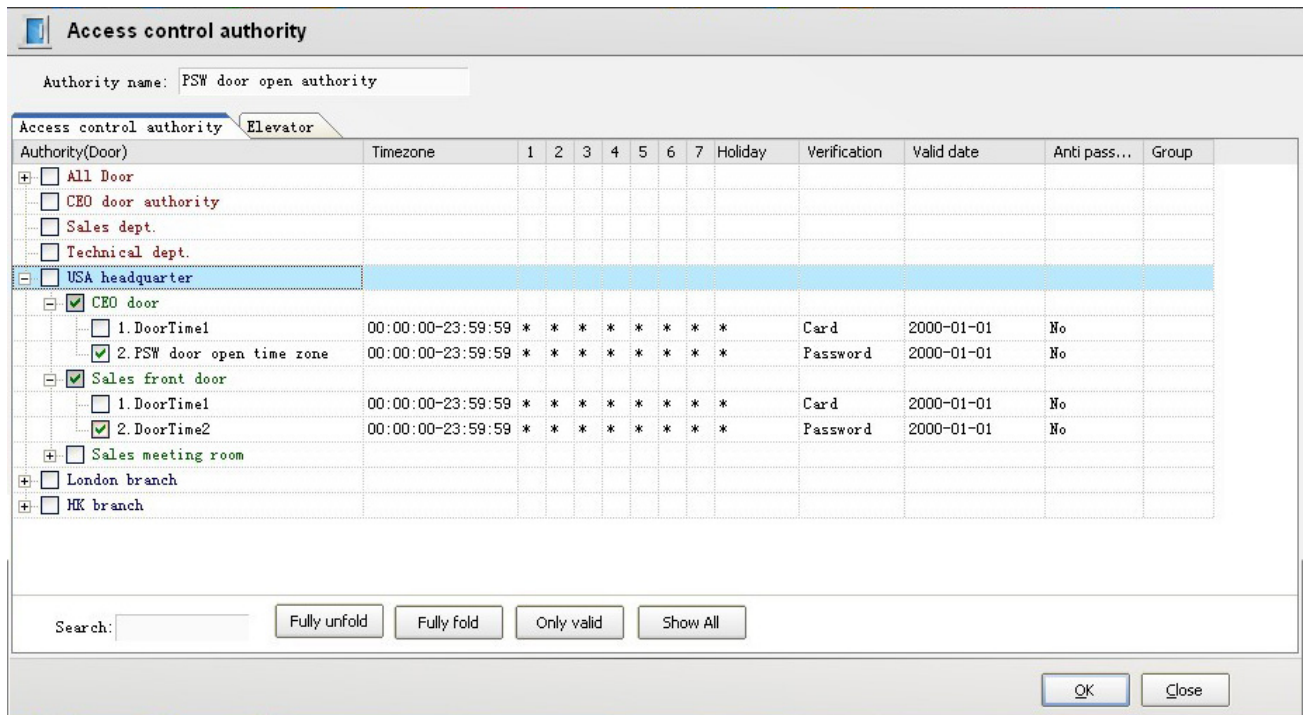 Access control authority
Authority name: PSW door open authority
Access control authority Elevator
Authority(Door) Timezone 1 2 3 4 5 6 7 Holiday Verification Valid date Anti pass... Group
All Door
CEO door authority
Sales dept.
Technical dept.
USA headquarter
CEO door
1.DoorTime1 00:00:00-23:59:59 * * * * * * * * Card 2000-01-01 No
2.PSW door open time zone 00:00:00-23:59:59 * * * * * * * * Password 2000-01-01 No
Sales front door
1.DoorTime1 00:00:00-23:59:59 * * * * * * * * Card 2000-01-01 No
2.DoorTime2 00:00:00-23:59:59 * * * * * * * * Password 2000-01-01 No
Sales meeting room
London branch
HK branch
Search: Fully unfold Fully fold Only valid Show All
OK Close